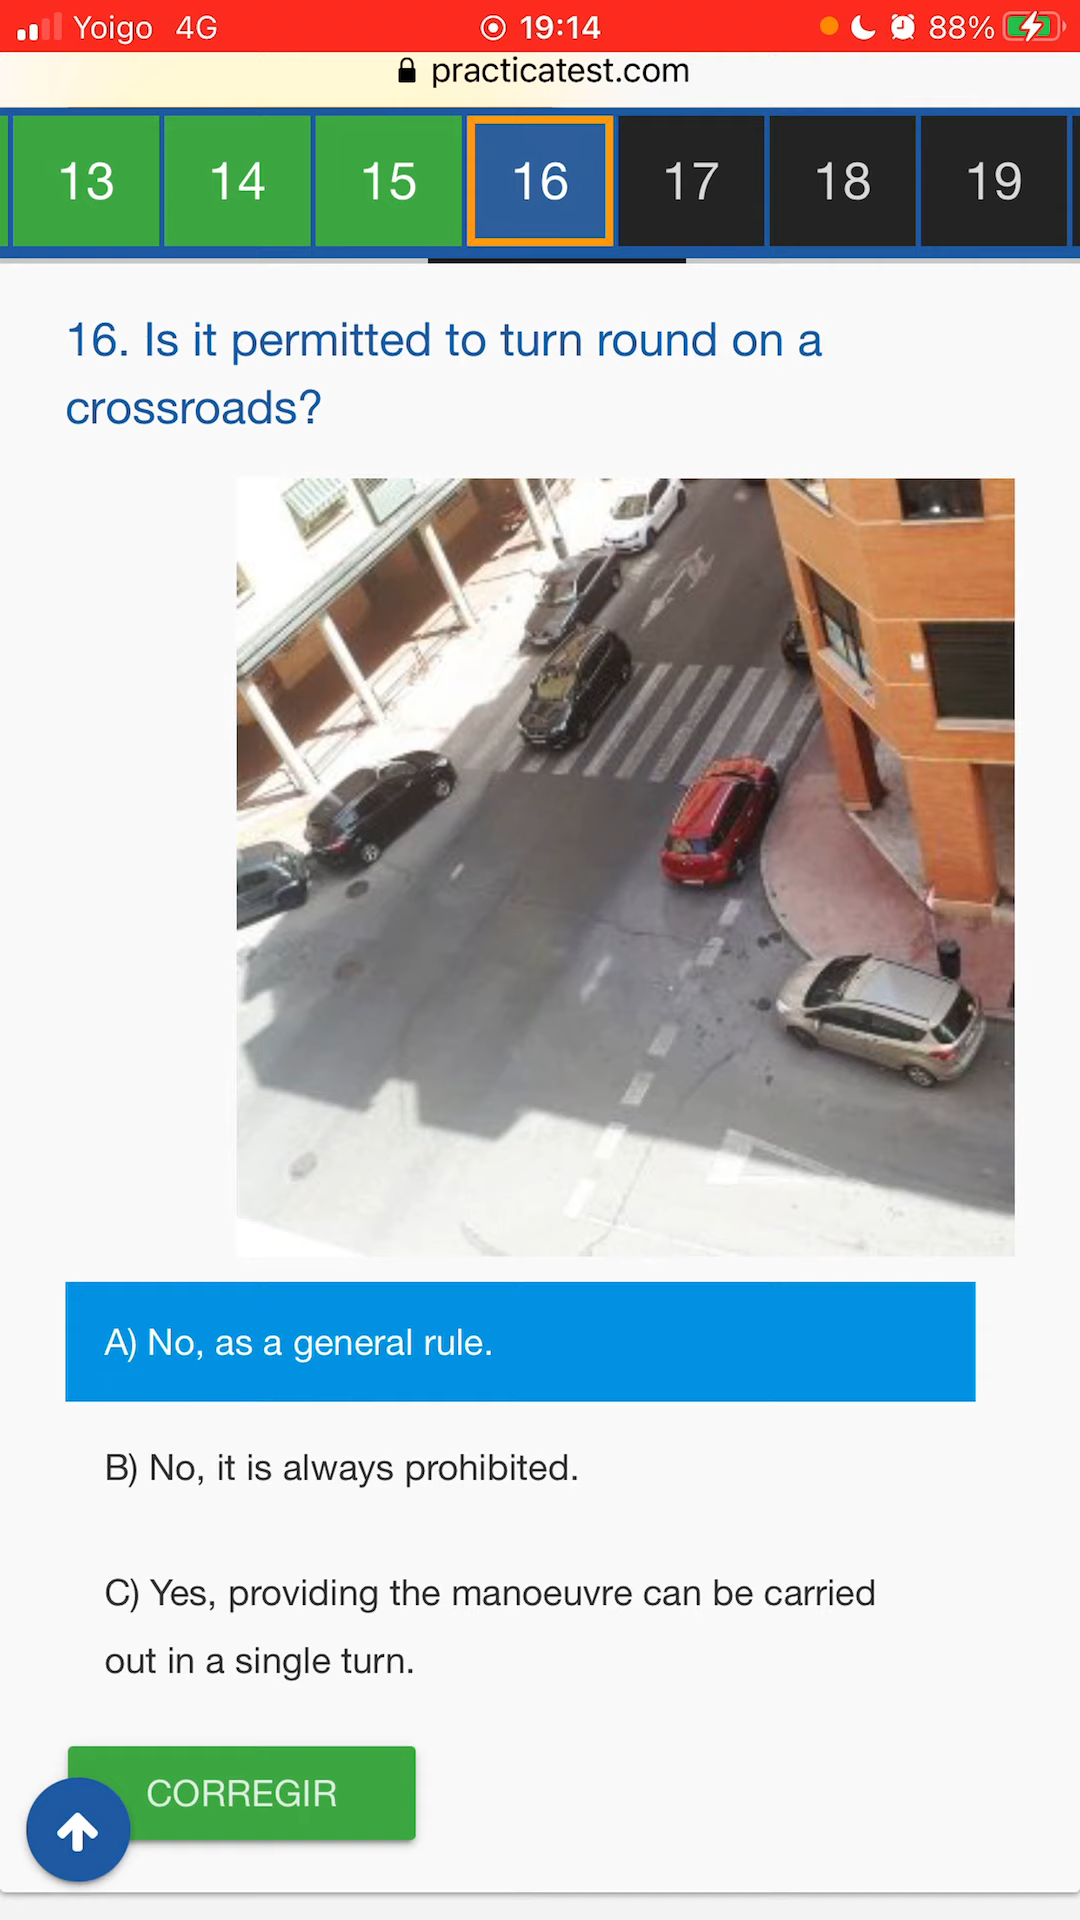 Yoigo 4G 19:14 88%
practicatest.com
13 14 15 16 17 18 19
16. Is it permitted to turn round on a
crossroads?
A) No, as a general rule.
B) No, it is always prohibited.
C) Yes, providing the manoeuvre can be carried
out in a single turn.
CORREGIR